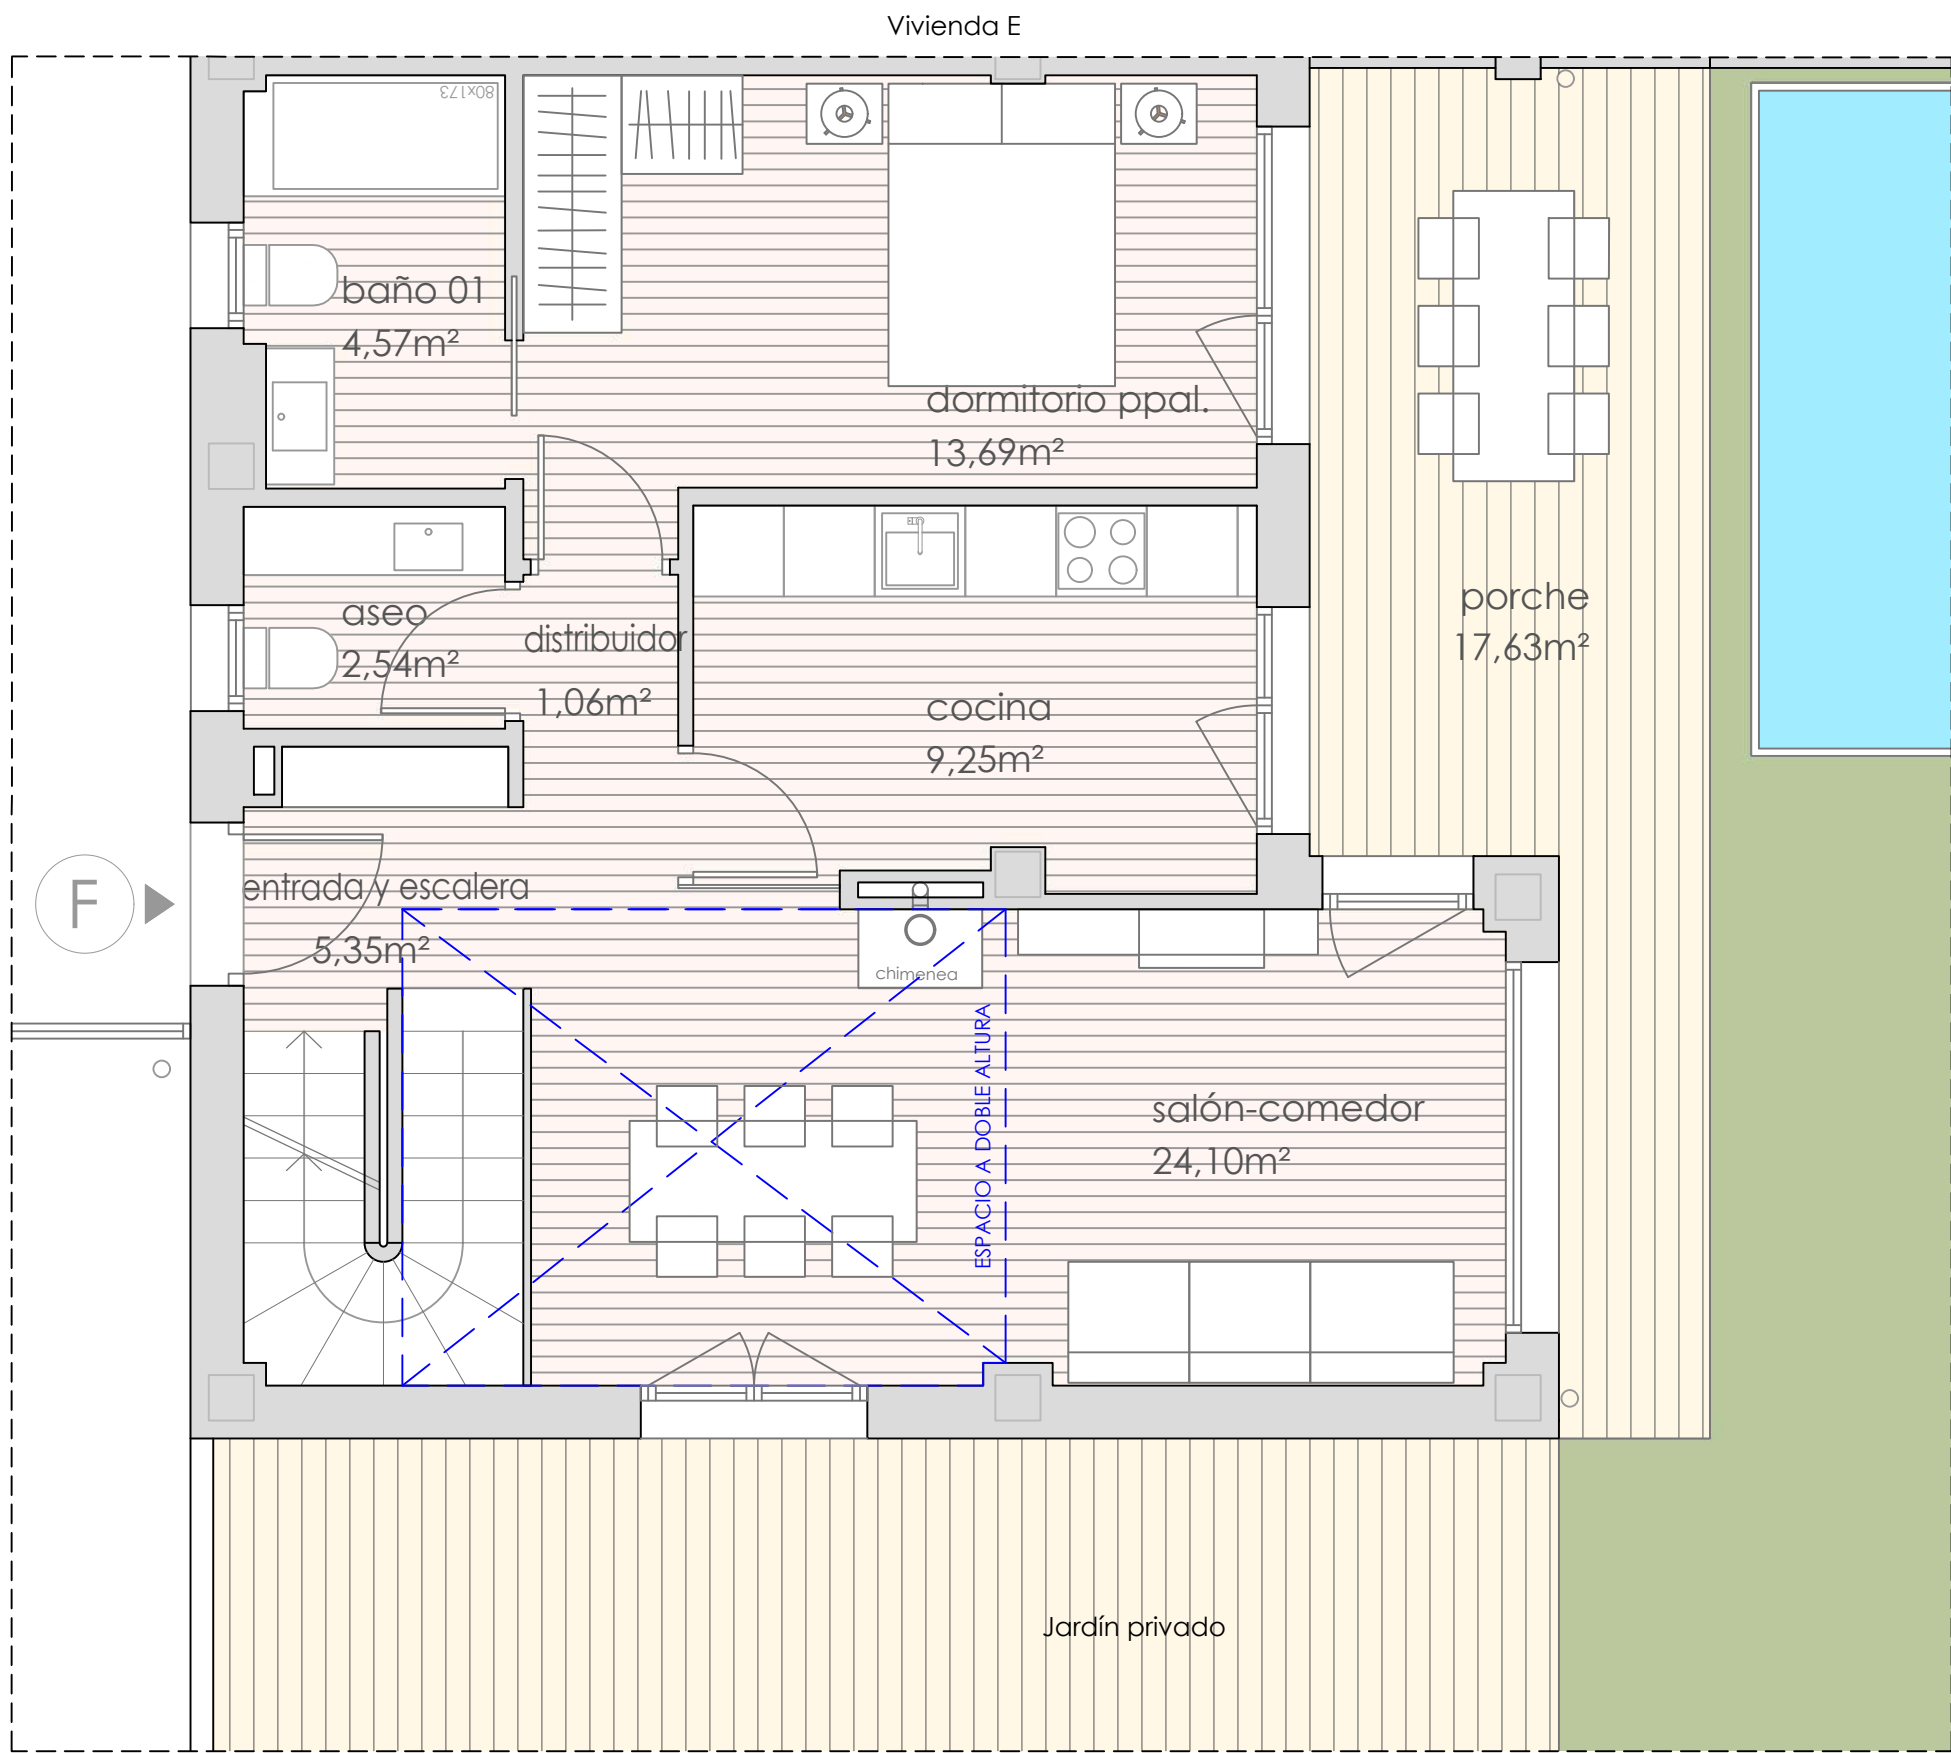 Vivienda E
80x173
baño 01
4,57m²
dormitorio ppal.
13,69m²
aseo
2,54m²
distribuidor
1,06m²
porche
17,63m²
cocina
9,25m²
F
entrada y escalera
5,35m²
chimenea
ESPACIO A DOBLE ALTURA
salón-comedor
24,10m²
Jardín privado